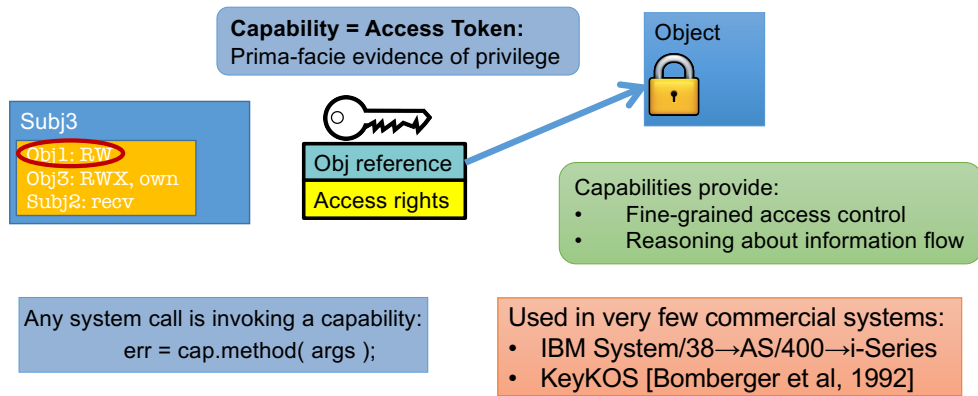 Capability = Access Token:
Prima-facie evidence of privilege
Object
Subj3
Obj1: RW
Obj3: RWX, own
Subj2: recv
Obj reference
Access rights
Capabilities provide:
• Fine-grained access control
• Reasoning about information flow
Any system call is invoking a capability:
err = cap.method( args );
Used in very few commercial systems:
• IBM System/38→AS/400→i-Series
• KeyKOS [Bomberger et al, 1992]